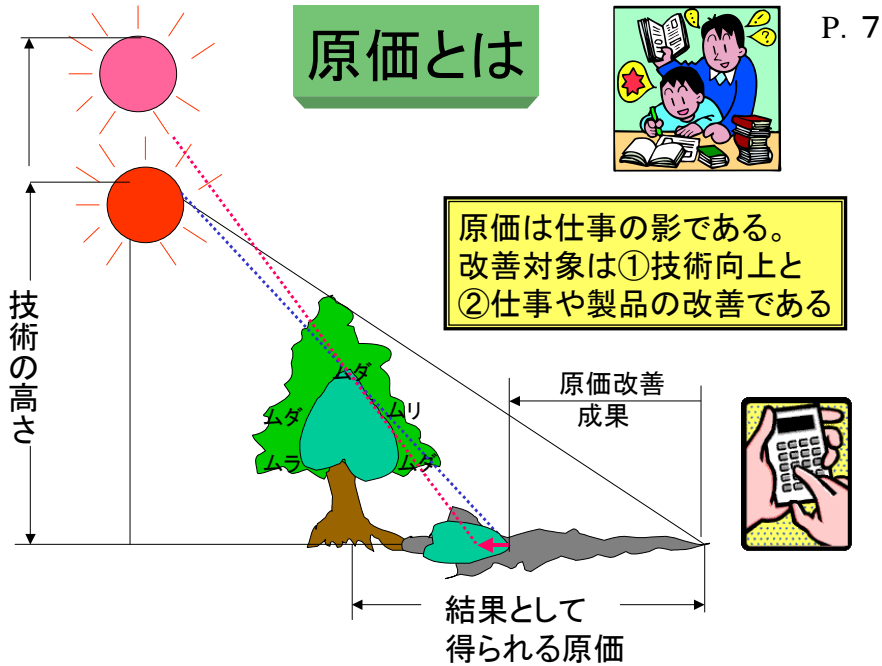 原価とは
P. 7
原価は仕事の影である。
改善対象は①技術向上と
②仕事や製品の改善である
技術の高さ
ムダ
ムダ
ムリ
ムラ
ムダ
原価改善
成果
結果として
得られる原価